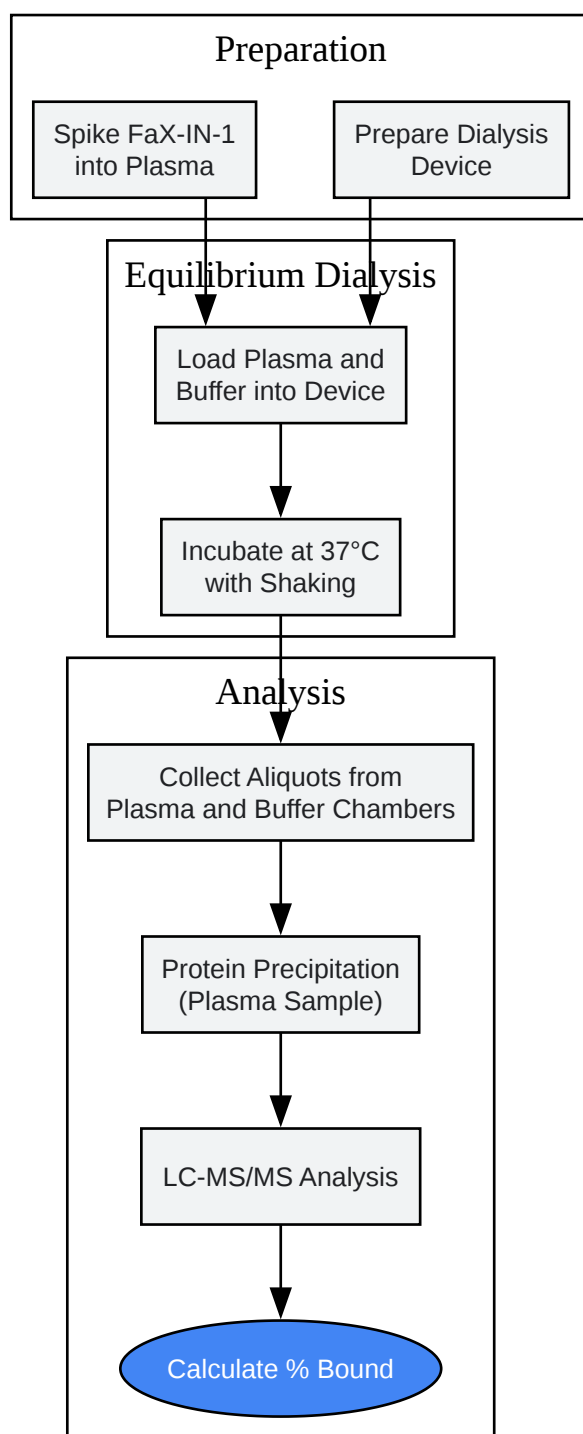 Preparation
Spike FaX-IN-1
into Plasma
Prepare Dialysis
Device
Equilibrium Dialysis
Load Plasma and
Buffer into Device
Incubate at 37°C
with Shaking
Analysis
Collect Aliquots from
Plasma and Buffer Chambers
Protein Precipitation
(Plasma Sample)
LC-MS/MS Analysis
Calculate % Bound